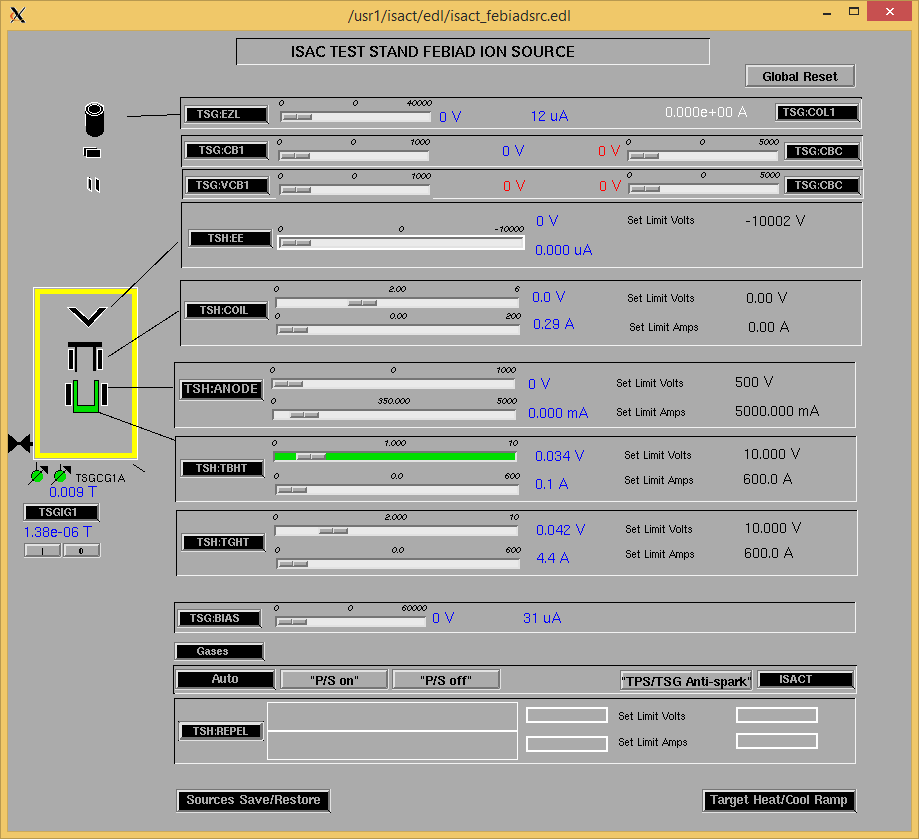 /usr1/isact/edl/isact_febiadsrc.edl
ISAC TEST STAND FEBIAD ION SOURCE
Global Reset
TSG:EZL 0 0 40000 0 V 12 uA 0.000e+00 A TSG:COL1
TSG:CB1 0 0 1000 0 V 0 V 0 0 5000 TSG:CBC
TSG:VCB1 0 0 1000 0 V 0 V 0 0 5000 TSG:CBC
TSH:EE 0 0 -10000 0 V Set Limit Volts -10002 V
0.000 uA
TSH:COIL 0 2.00 6 0.0 V Set Limit Volts 0.00 V
0 0.00 200 0.29 A Set Limit Amps 0.00 A
TSH:ANODE 0 0 1000 0 V Set Limit Volts 500 V
0 350.000 5000 0.000 mA Set Limit Amps 5000.000 mA
TSH:TBHT 0 1.000 10 0.034 V Set Limit Volts 10.000 V
0 0.0 600 0.1 A Set Limit Amps 600.0 A
TSGCG1A
0.009 T
TSGIG1
1.38e-06 T
I 0
TSH:TGHT 0 2.000 10 0.042 V Set Limit Volts 10.000 V
0 0.0 600 4.4 A Set Limit Amps 600.0 A
TSG:BIAS 0 0 60000 0 V 31 uA
Gases
Auto "P/S on" "P/S off" "TPS/TSG Anti-spark" ISACT
TSH:REPEL Set Limit Volts
Set Limit Amps
Sources Save/Restore Target Heat/Cool Ramp